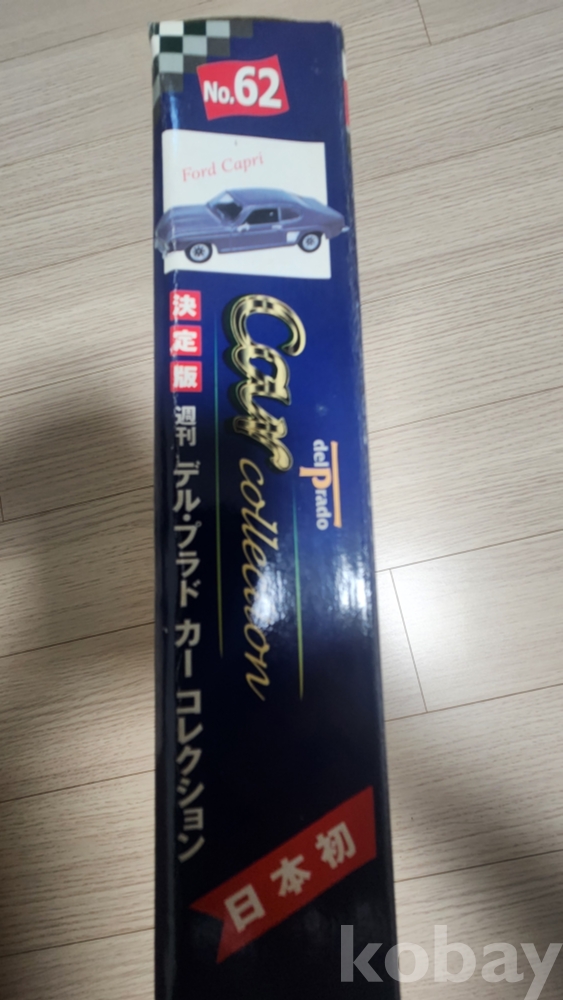 No.62
Ford Capri
決定版
週刊 デル・プラド カー コレクション
Car collection
del Prado
日本初
kobay